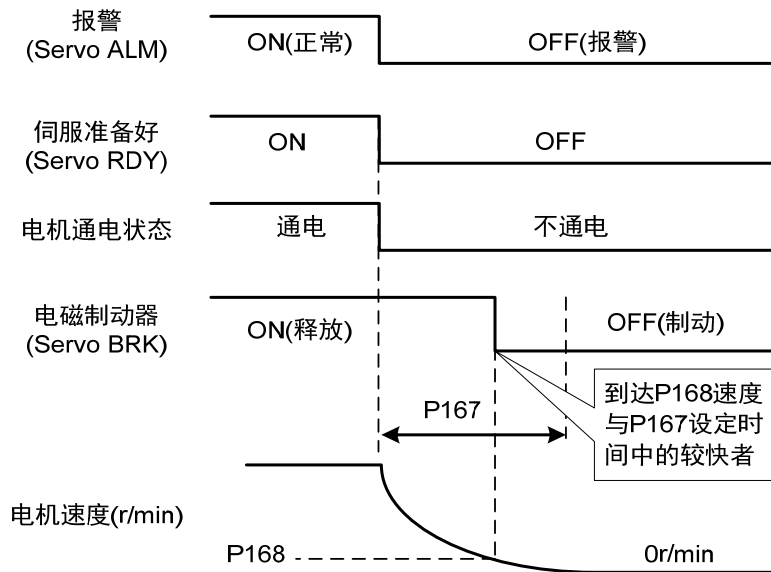 报警
(Servo ALM)
ON(正常)
OFF(报警)
伺服准备好
(Servo RDY)
ON
OFF
电机通电状态
通电
不通电
电磁制动器
(Servo BRK)
ON(释放)
OFF(制动)
P167
到达P168速度
与P167设定时
间中的较快者
电机速度(r/min)
P168
0r/min